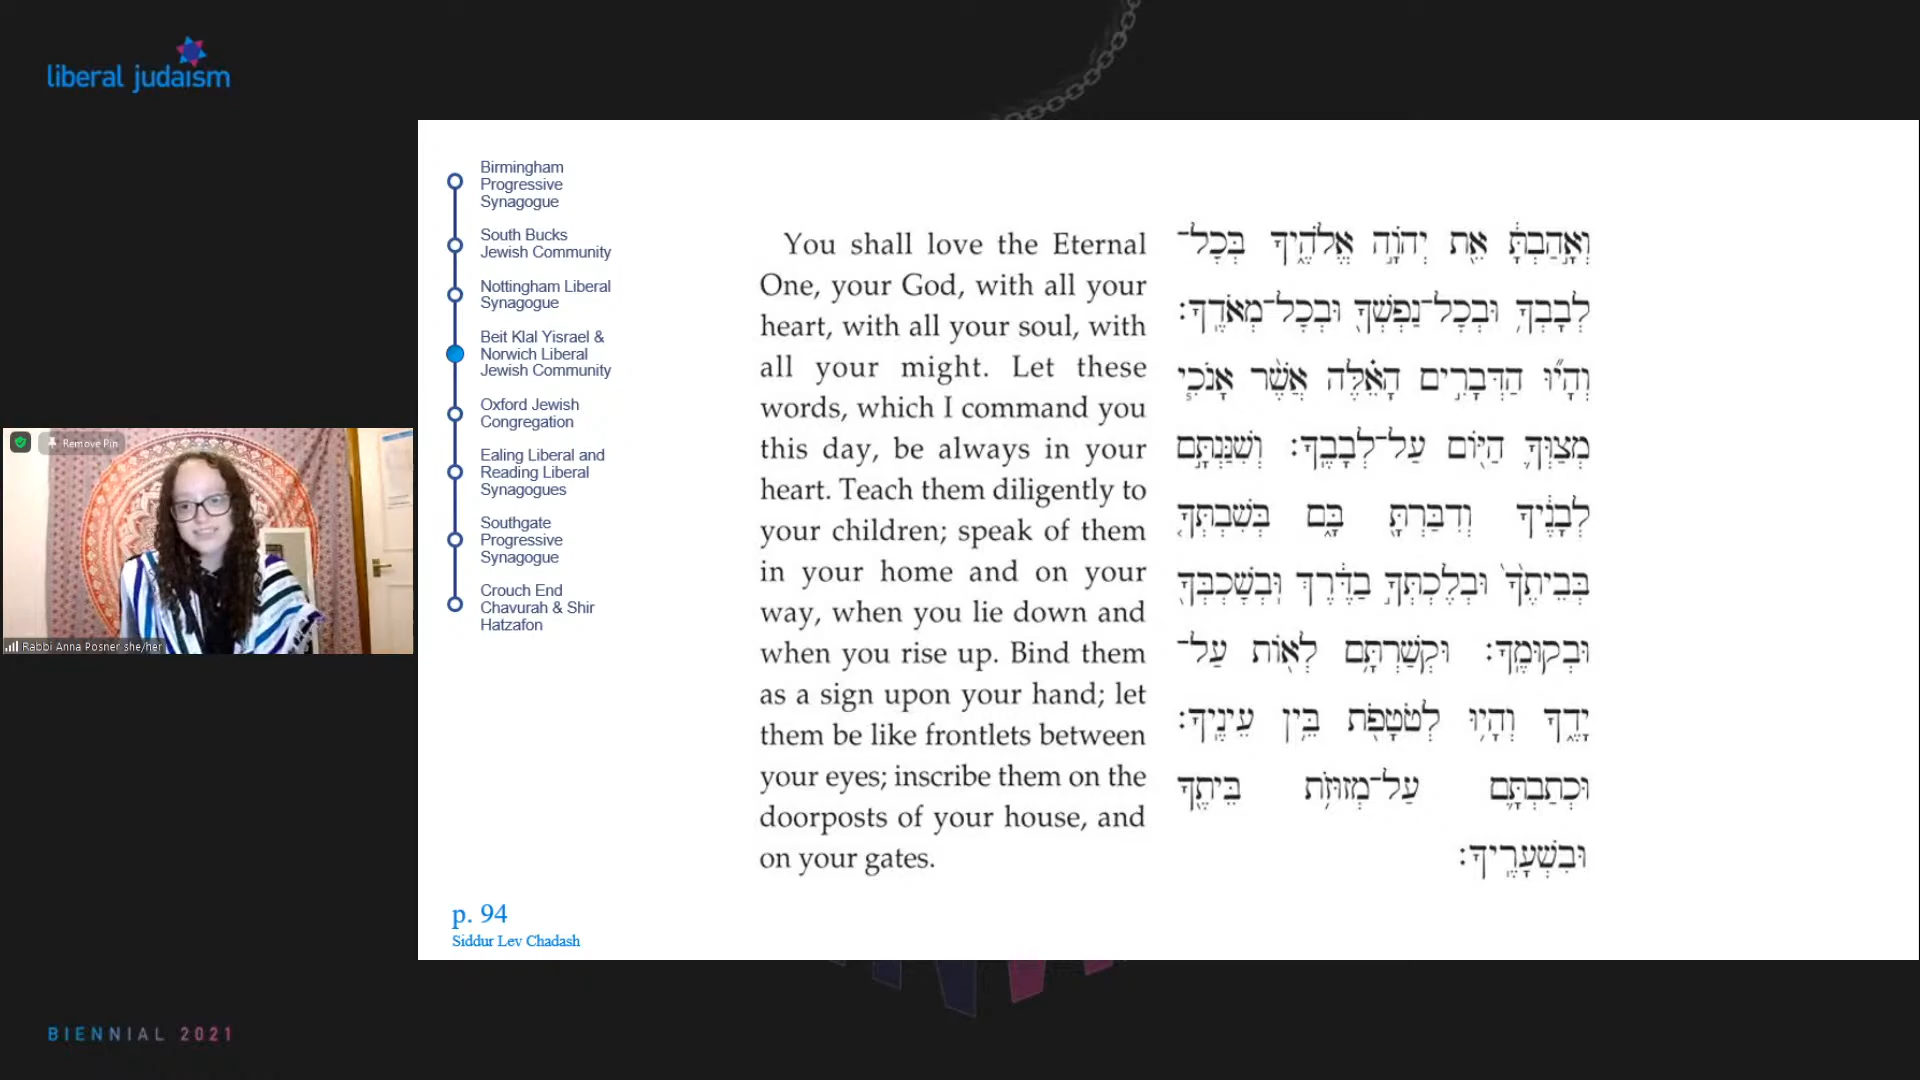 liberal judaism
Birmingham
Progressive
Synagogue
South Bucks
Jewish Community
Nottingham Liberal
Synagogue
Beit Klal Yisrael &
Norwich Liberal
Jewish Community
Oxford Jewish
Congregation
Ealing Liberal and
Reading Liberal
Synagogues
Southgate
Progressive
Synagogue
Crouch End
Chavurah & Shir
Hatzafon
You shall love the Eternal
One, your God, with all your
heart, with all your soul, with
all your might. Let these
words, which I command you
this day, be always in your
heart. Teach them diligently to
your children; speak of them
in your home and on your
way, when you lie down and
when you rise up. Bind them
as a sign upon your hand; let
them be like frontlets between
your eyes; inscribe them on the
doorposts of your house, and
on your gates.
וְאָ֣הַבְתָּ֔ אֵ֖ת יְהֹוָ֣ה אֱלֹהֶ֑יךָ בְּכׇל־
לְבָבְךָ֥ וּבְכׇל־נַפְשְׁךָ֖ וּבְכׇל־מְאֹדֶֽךָ׃
וְהָי֞וּ הַדְּבָרִ֣ים הָאֵ֗לֶּה אֲשֶׁ֨ר אָנֹכִ֧י
מְצַוְּךָ֛ הַיּ֖וֹם עַל־לְבָבֶֽךָ׃ וְשִׁנַּנְתָּ֣ם
לְבָנֶ֔יךָ וְדִבַּרְתָּ֖ בָּ֑ם בְּשִׁבְתְּךָ֤
בְּבֵיתֶ֙ךָ֙ וּבְלֶכְתְּךָ֣ בַדֶּ֔רֶךְ וּֽבְשׇׁכְבְּךָ֖
וּבְקוּמֶֽךָ׃ וּקְשַׁרְתָּ֥ם לְא֖וֹת עַל־
יָדֶ֑ךָ וְהָי֥וּ לְטֹטָפֹ֖ת בֵּ֥ין עֵינֶֽיךָ׃
וּכְתַבְתָּ֛ם עַל־מְזוּזֹ֥ת בֵּיתֶ֖ךָ
וּבִשְׁעָרֶֽיךָ׃
p. 94
Siddur Lev Chadash
Remove Pin
Rabbi Anna Posner she/her
BIENNIAL 2021